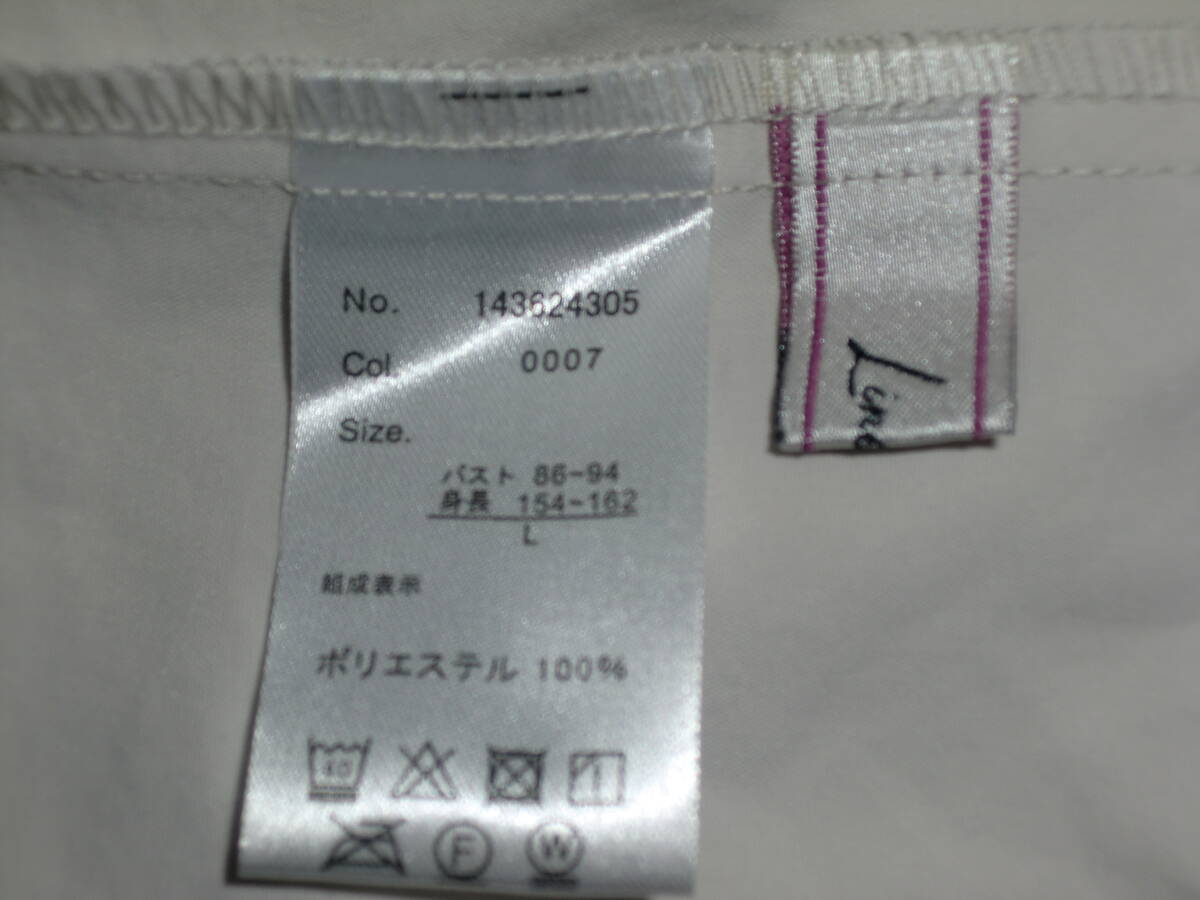 No. 143624305
Col. 0007
Size.
バスト 86-94
身長 154-162
L
組成表示
ポリエステル 100%
40
F
W